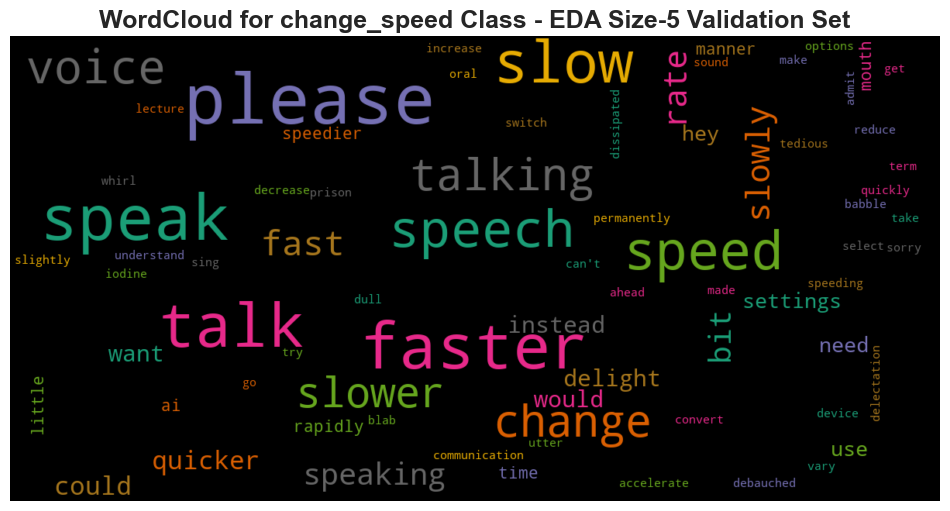 WordCloud for change_speed Class - EDA Size-5 Validation Set
voice
please
slow
rate
manner
options
mouth
increase
oral
sound
make
admit
get
lecture
speedier
switch
dissipated
hey
slowly
tedious
reduce
whirl
decrease
prison
talking
term
quickly
babble
take
speak
fast
speech
permanently
speed
select
sorry
slightly
understand
sing
iodine
can't
dull
ahead
made
speeding
settings
talk
faster
instead
bit
need
want
try
delight
delectation
little
go
slower
would
ai
rapidly
blab
change
convert
device
quicker
utter
use
communication
speaking
time
vary
could
accelerate
debauched